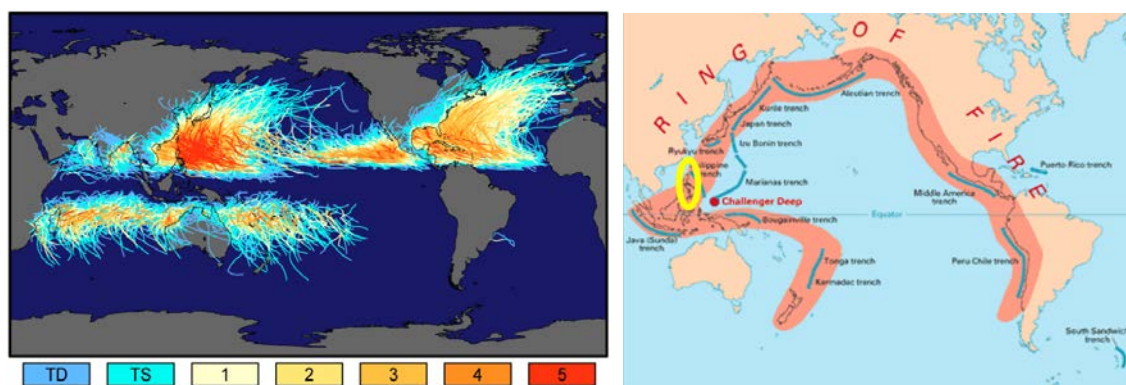 TD TS 1 2 3 4 5
RING OF FIRE
Aleutian trench
Kurile trench
Japan trench
Izu Bonin trench
Ryukyu trench
trench
Marianas trench
Challenger Deep
Bougainville trench
Equator
Java (Sunda)
trench
Tonga trench
Kermadec trench
Puerto Rico trench
Middle America
trench
Peru Chile trench
South Sandwich
trench